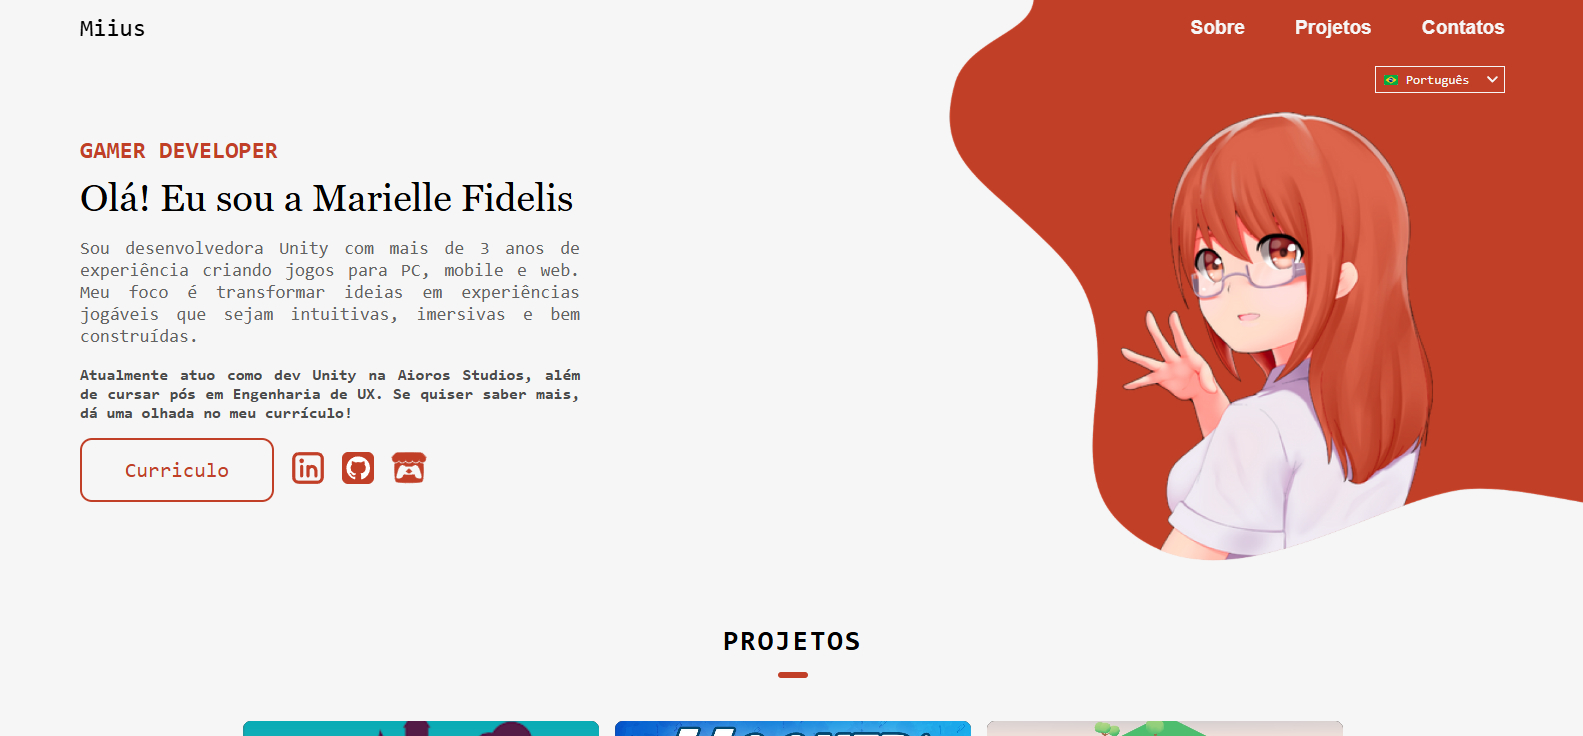 Miius
Sobre Projetos Contatos
Português
GAMER DEVELOPER
Olá! Eu sou a Marielle Fidelis
Sou desenvolvedora Unity com mais de 3 anos de
experiência criando jogos para PC, mobile e web.
Meu foco é transformar ideias em experiências
jogáveis que sejam intuitivas, imersivas e bem
construídas.
Atualmente atuo como dev Unity na Aioros Studios, além
de cursar pós em Engenharia de UX. Se quiser saber mais,
dá uma olhada no meu currículo!
Curriculo
in
PROJETOS